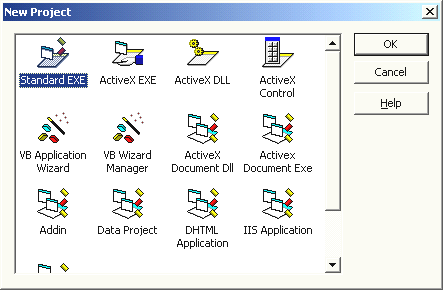 New Project
Standard EXE
ActiveX EXE
ActiveX DLL
ActiveX
Control
VB Application
Wizard
VB Wizard
Manager
ActiveX
Document Dll
Activex
Document Exe
Addin
Data Project
DHTML
Application
IIS Application
OK
Cancel
Help